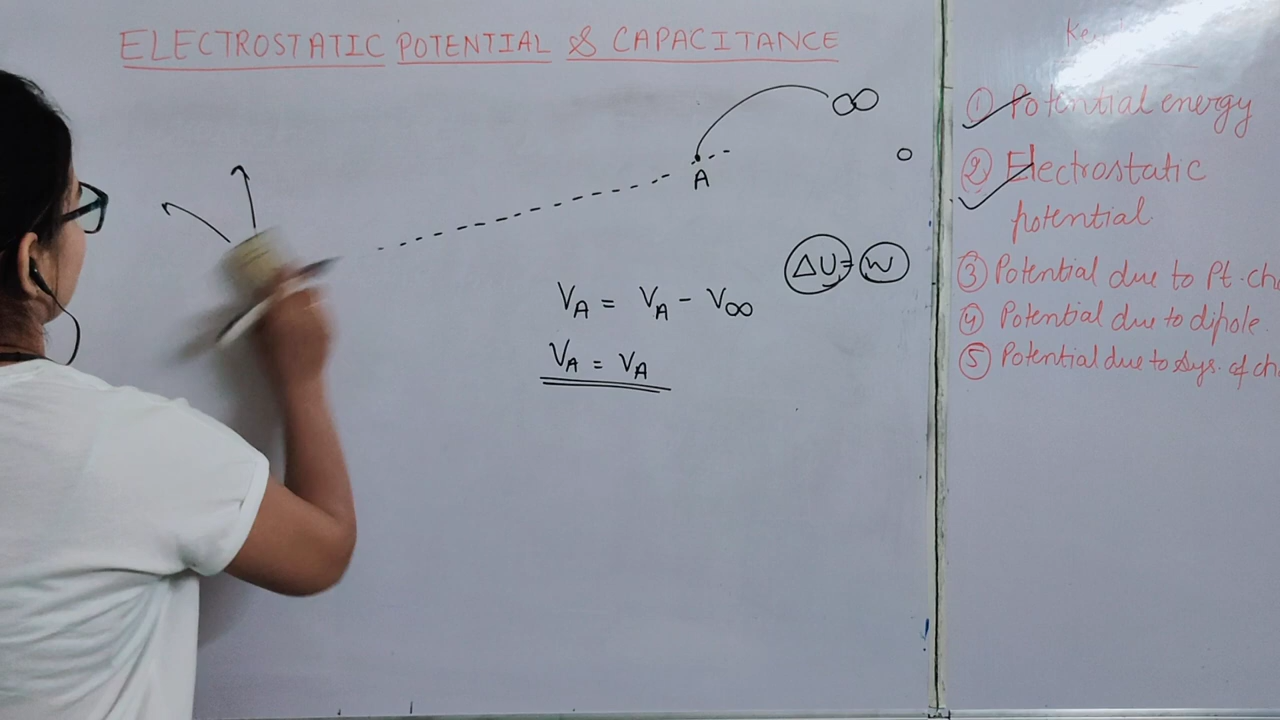 ELECTROSTATIC POTENTIAL & CAPACITANCE
∞
A
ΔU = W
V_A = V_A - V_∞
V_A = V_A
① Potential energy
② Electrostatic
potential.
③ Potential due to Pt. ch
④ Potential due to dipole.
⑤ Potential due to sys. of ch